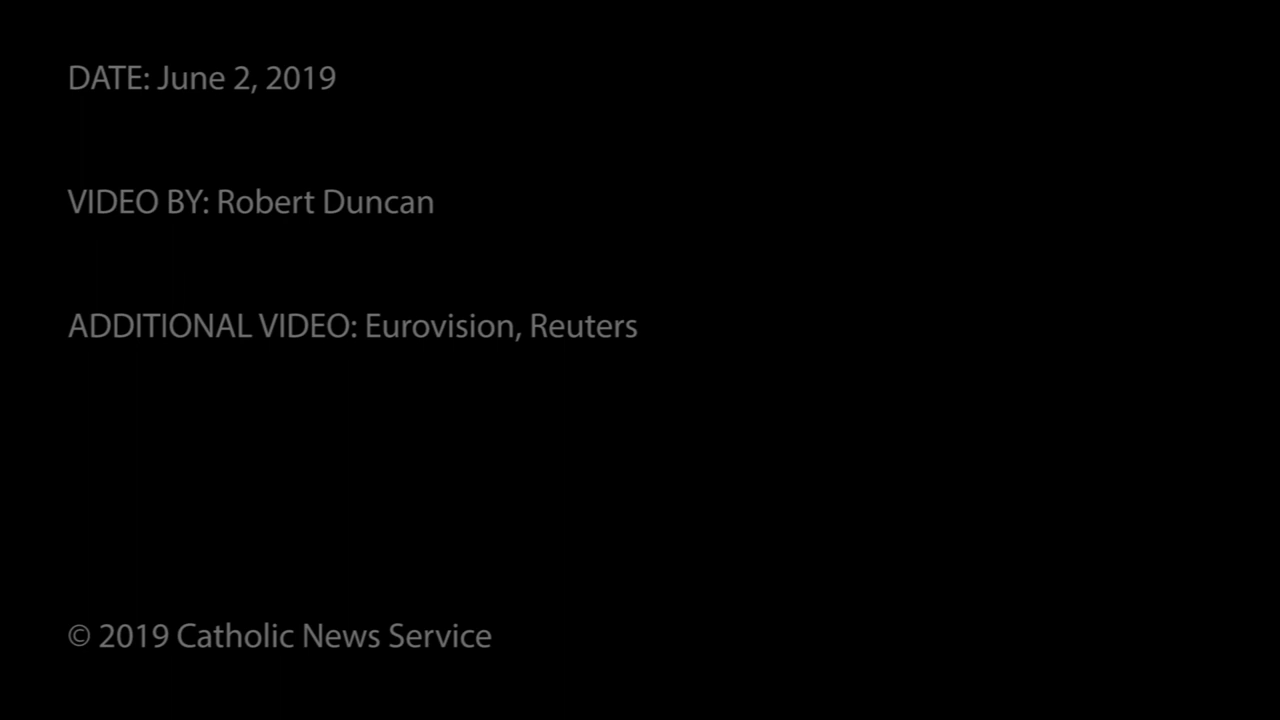 DATE: June 2, 2019
VIDEO BY: Robert Duncan
ADDITIONAL VIDEO: Eurovision, Reuters
© 2019 Catholic News Service